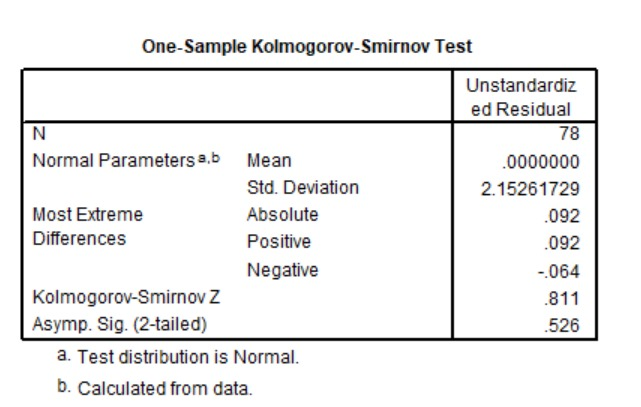 One-Sample Kolmogorov-Smirnov Test
Unstandardiz
ed Residual
N 78
Normal Parameters a,b Mean .0000000
Std. Deviation 2.15261729
Most Extreme Absolute .092
Differences Positive .092
Negative -.064
Kolmogorov-Smirnov Z .811
Asymp. Sig. (2-tailed) .526
a. Test distribution is Normal.
b. Calculated from data.